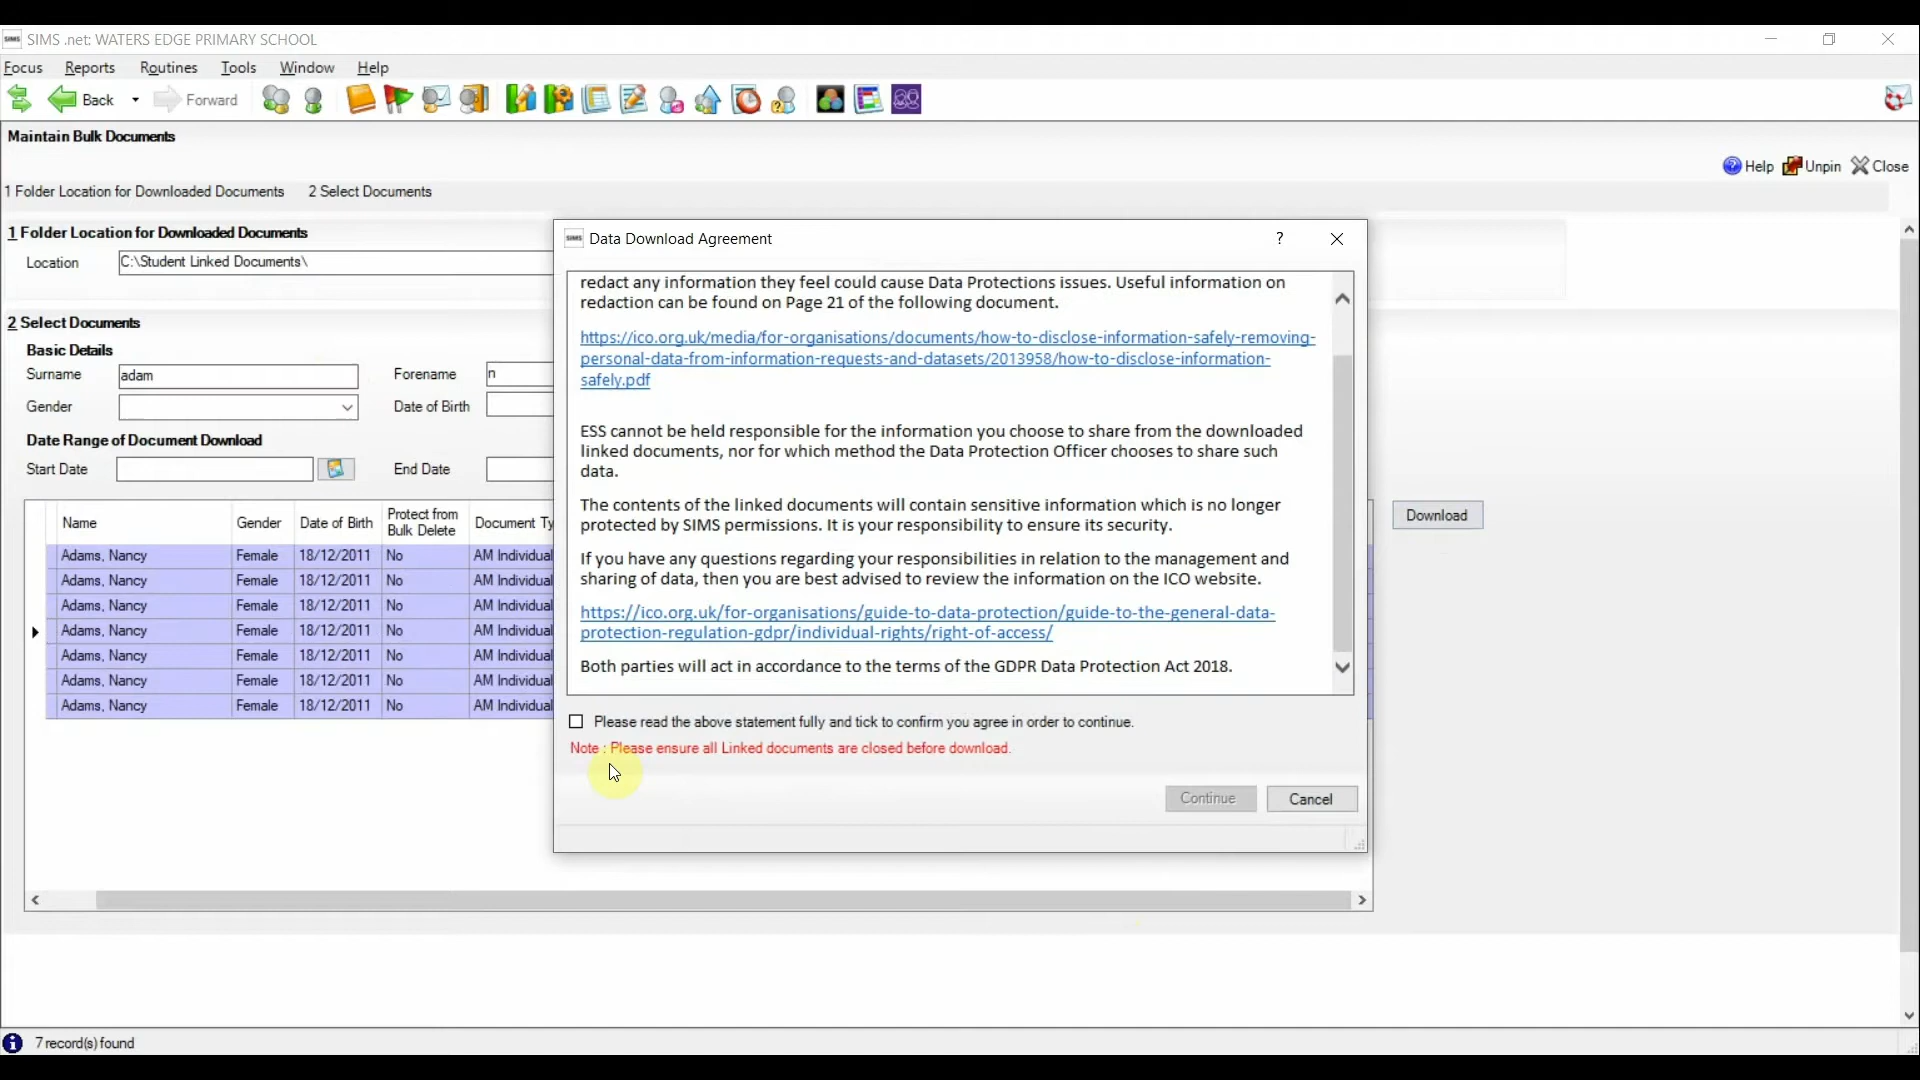 SIMS .net: WATERS EDGE PRIMARY SCHOOL
Focus Reports Routines Tools Window Help
Back Forward
Maintain Bulk Documents
Help Unpin Close
1 Folder Location for Downloaded Documents 2 Select Documents
1 Folder Location for Downloaded Documents
Location C:\Student Linked Documents\
2 Select Documents
Basic Details
Surname adam Forename n
Gender Date of Birth
Date Range of Document Download
Start Date End Date
Name Gender Date of Birth Protect from Bulk Delete Document Ty
Adams, Nancy Female 18/12/2011 No AM Individual
Adams, Nancy Female 18/12/2011 No AM Individual
Adams, Nancy Female 18/12/2011 No AM Individual
Adams, Nancy Female 18/12/2011 No AM Individual
Adams, Nancy Female 18/12/2011 No AM Individual
Adams, Nancy Female 18/12/2011 No AM Individual
Adams, Nancy Female 18/12/2011 No AM Individual
Download
Data Download Agreement ?
redact any information they feel could cause Data Protections issues. Useful information on
redaction can be found on Page 21 of the following document.
https://ico.org.uk/media/for-organisations/documents/how-to-disclose-information-safely-removing-
personal-data-from-information-requests-and-datasets/2013958/how-to-disclose-information-
safely.pdf
ESS cannot be held responsible for the information you choose to share from the downloaded
linked documents, nor for which method the Data Protection Officer chooses to share such
data.
The contents of the linked documents will contain sensitive information which is no longer
protected by SIMS permissions. It is your responsibility to ensure its security.
If you have any questions regarding your responsibilities in relation to the management and
sharing of data, then you are best advised to review the information on the ICO website.
https://ico.org.uk/for-organisations/guide-to-data-protection/guide-to-the-general-data-
protection-regulation-gdpr/individual-rights/right-of-access/
Both parties will act in accordance to the terms of the GDPR Data Protection Act 2018.
Please read the above statement fully and tick to confirm you agree in order to continue.
Note : Please ensure all Linked documents are closed before download.
Continue Cancel
7 record(s) found